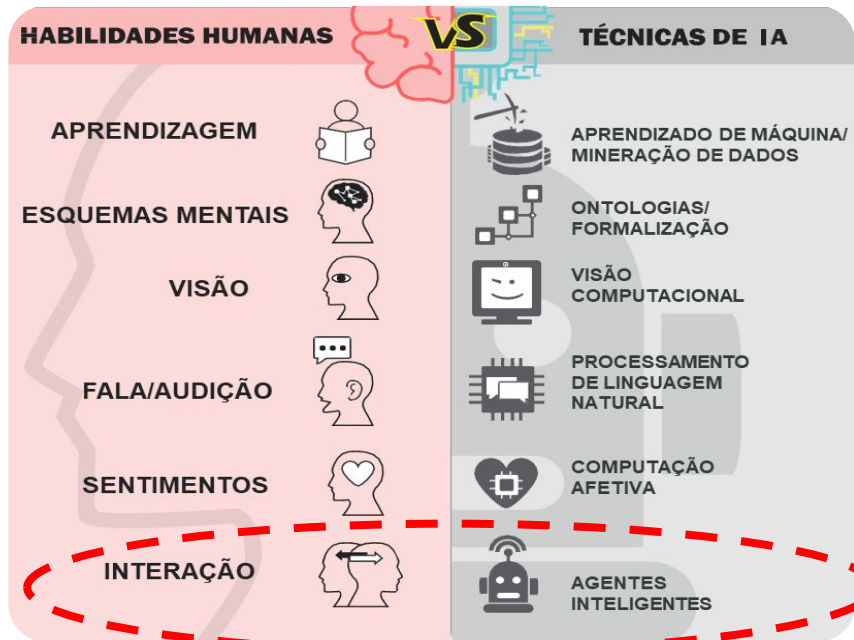 HABILIDADES HUMANAS
VS
TÉCNICAS DE IA
APRENDIZAGEM
APRENDIZADO DE MÁQUINA/
MINERAÇÃO DE DADOS
ESQUEMAS MENTAIS
ONTOLOGIAS/
FORMALIZAÇÃO
VISÃO
VISÃO
COMPUTACIONAL
FALA/AUDIÇÃO
PROCESSAMENTO
DE LINGUAGEM
NATURAL
SENTIMENTOS
COMPUTAÇÃO
AFETIVA
INTERAÇÃO
AGENTES
INTELIGENTES